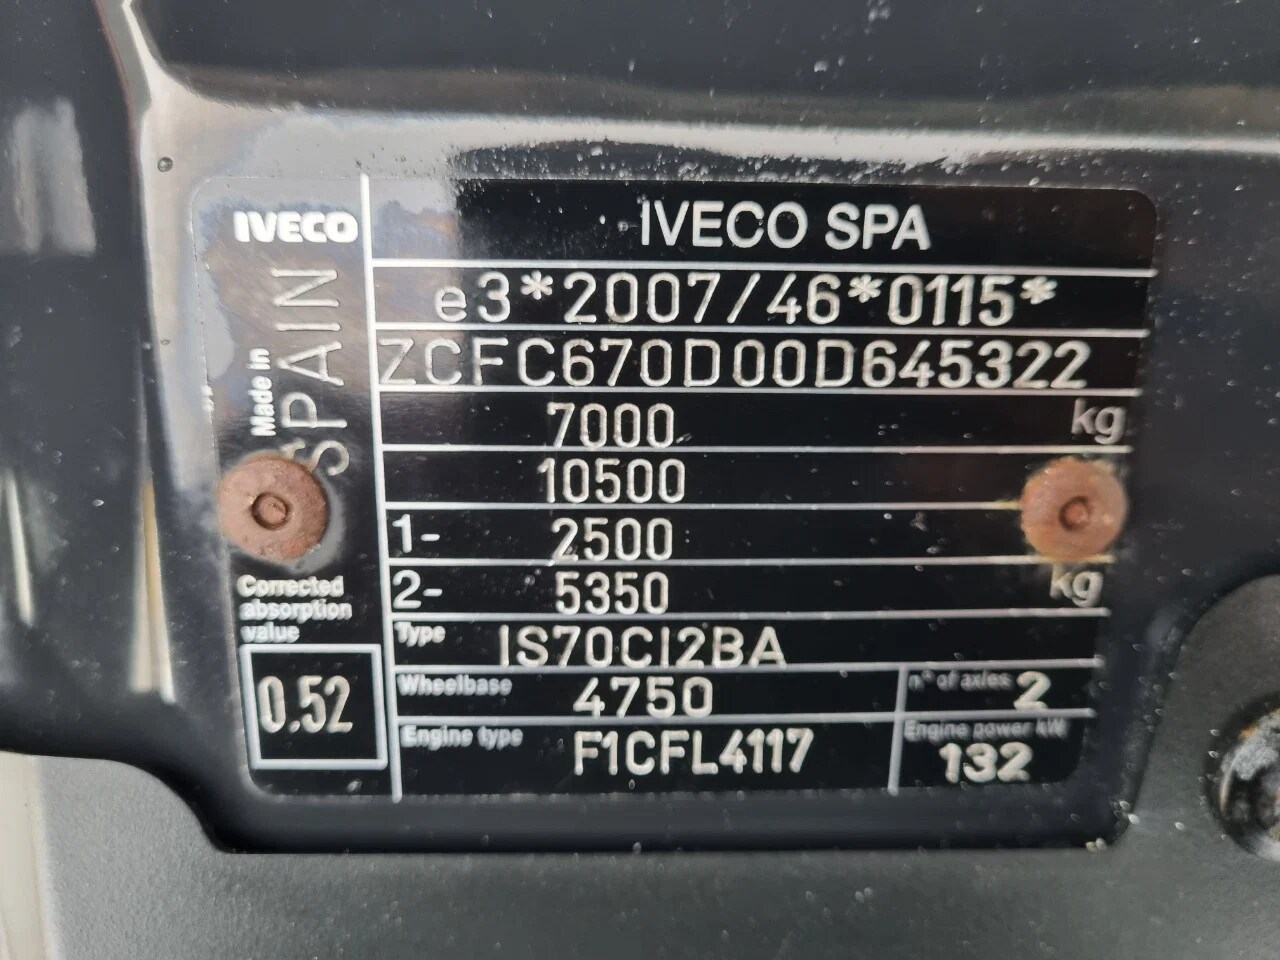 IVECO
IVECO SPA
Made in
SPAIN
e3*2007/46*0115*
ZCFC670D00D645322
7000 kg
10500
1- 2500
2- 5350 kg
Corrected
absorption
value
0.52
Type IS70CI2BA
Wheelbase 4750 n° of axles 2
Engine type F1CFL4117 Engine power kW
132